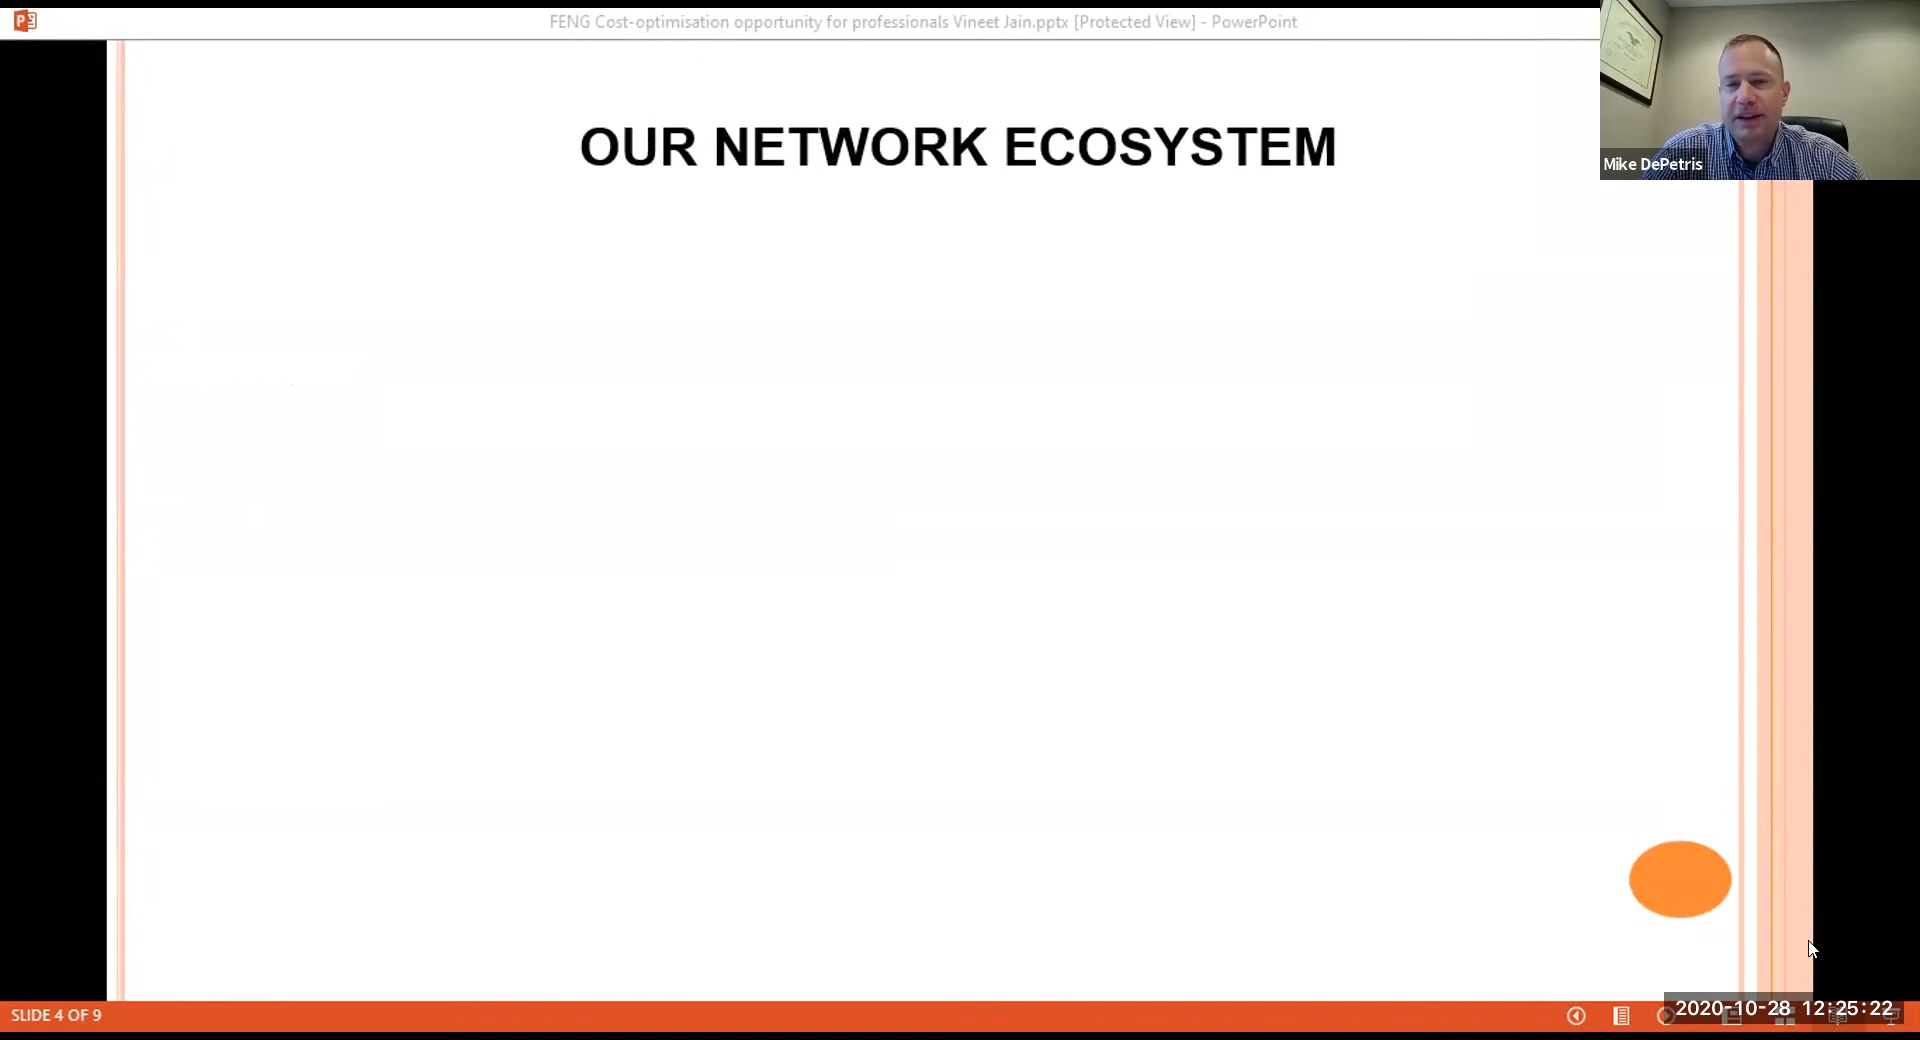 FENG Cost-optimisation opportunity for professionals Vineet Jain.pptx [Protected View] - PowerPoint
OUR NETWORK ECOSYSTEM
Mike DePetris
SLIDE 4 OF 9
2020-10-28 12:25:22